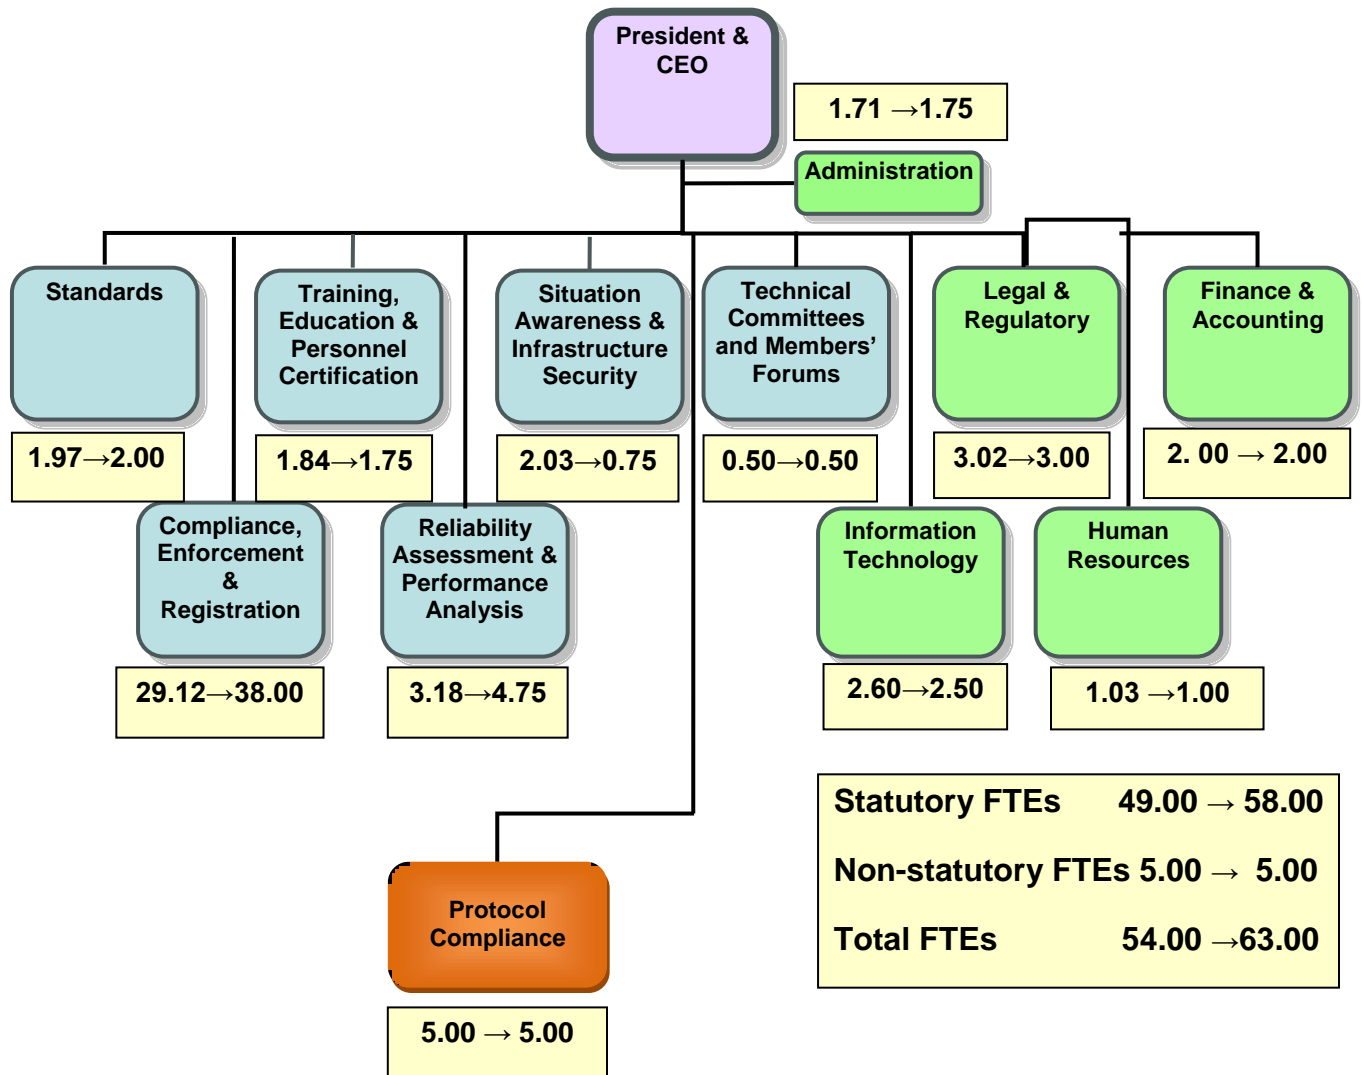 President &
CEO
1.71 →1.75
Administration
Standards
Training,
Education &
Personnel
Certification
Situation
Awareness &
Infrastructure
Security
Technical
Committees
and Members’
Forums
Legal &
Regulatory
Finance &
Accounting
1.97→2.00
1.84→1.75
2.03→0.75
0.50→0.50
3.02→3.00
2. 00 → 2.00
Compliance,
Enforcement
&
Registration
Reliability
Assessment &
Performance
Analysis
Information
Technology
Human
Resources
29.12→38.00
3.18→4.75
2.60→2.50
1.03 →1.00
Statutory FTEs 49.00 → 58.00
Non-statutory FTEs 5.00 → 5.00
Total FTEs 54.00 →63.00
Protocol
Compliance
5.00 → 5.00